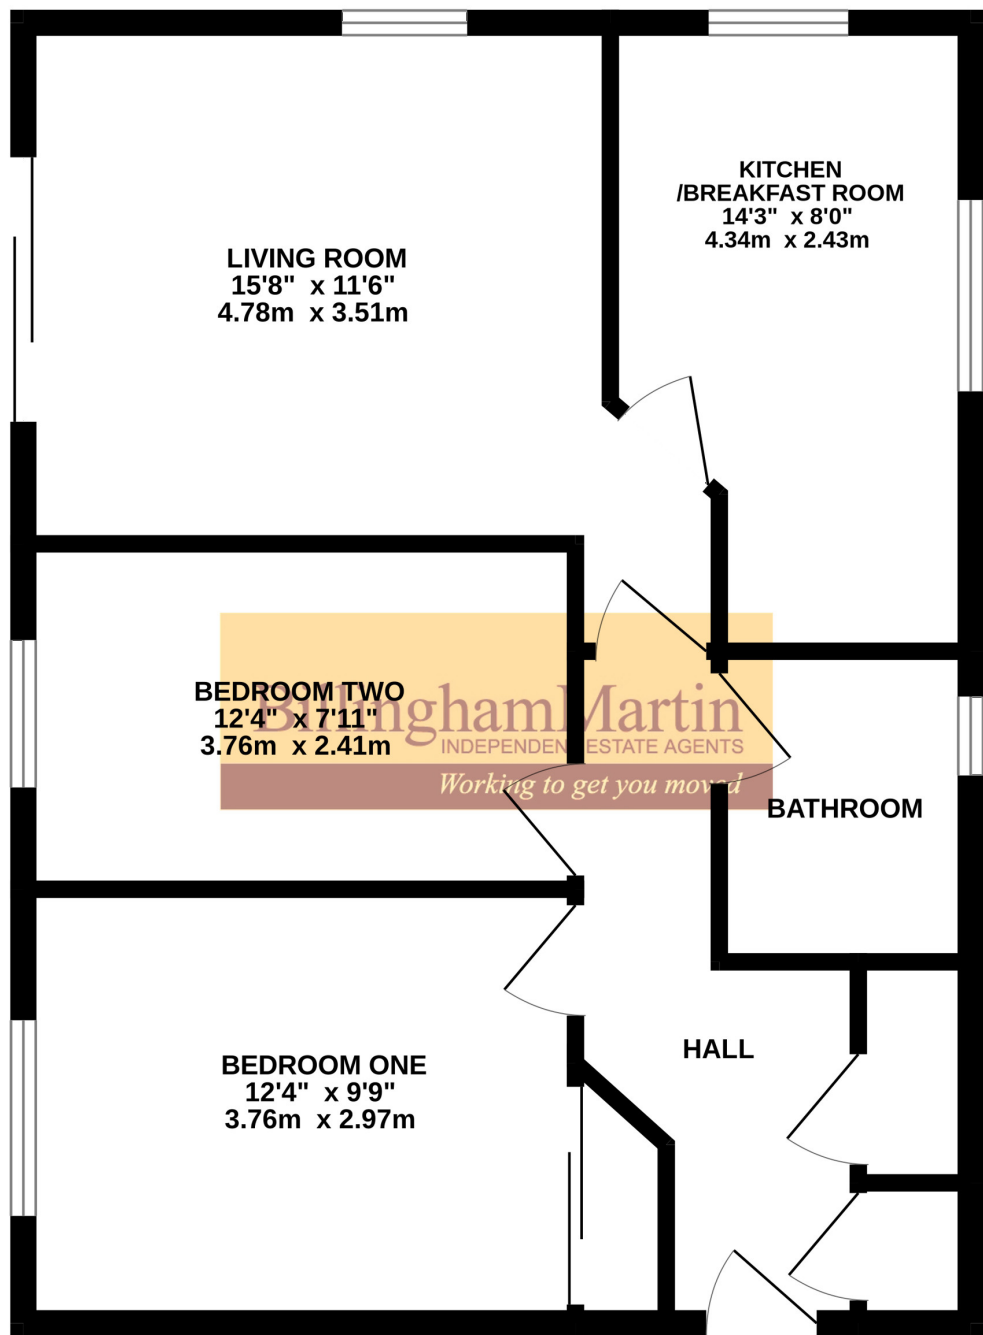 KITCHEN
/BREAKFAST ROOM
14'3" x 8'0"
4.34m x 2.43m
LIVING ROOM
15'8" x 11'6"
4.78m x 3.51m
BEDROOM TWO
12'4" x 7'11"
3.76m x 2.41m
BillinghamMartin
INDEPENDENT ESTATE AGENTS
Working to get you moved
BATHROOM
HALL
BEDROOM ONE
12'4" x 9'9"
3.76m x 2.97m